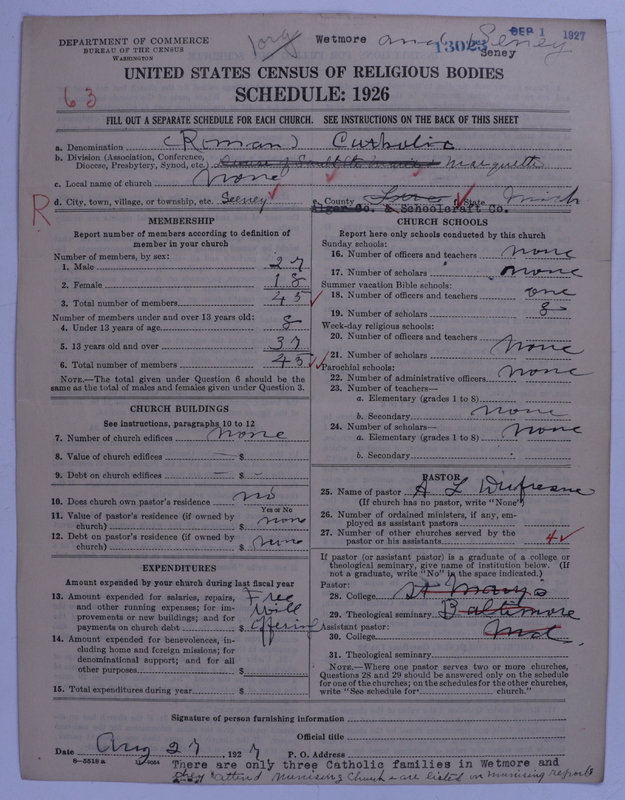 DEPARTMENT OF COMMERCE
BUREAU OF THE CENSUS
WASHINGTON
Wetmore and Seney
Seney
13023
SEP 1 1927
63
UNITED STATES CENSUS OF RELIGIOUS BODIES
SCHEDULE: 1926
FILL OUT A SEPARATE SCHEDULE FOR EACH CHURCH. SEE INSTRUCTIONS ON THE BACK OF THIS SHEET
a. Denomination (Roman) Catholic
b. Division (Association, Conference,
Diocese, Presbytery, Synod, etc.) Marquette
c. Local name of church None
R
d. City, town, village, or township, etc. Seeney e. County State Mich
Alger Co. & Schoolcraft Co.
MEMBERSHIP
Report number of members according to definition of
member in your church
Number of members, by sex:
1. Male 27
2. Female 18
3. Total number of members 45
Number of members under and over 13 years old:
4. Under 13 years of age 8
5. 13 years old and over 37
6. Total number of members 45
NOTE.—The total given under Question 6 should be the
same as the total of males and females given under Question 3.
CHURCH BUILDINGS
See instructions, paragraphs 10 to 12
7. Number of church edifices none
8. Value of church edifices — $
9. Debt on church edifices — $ —
10. Does church own pastor's residence no
Yes or No
11. Value of pastor's residence (if owned by
church) $ none
12. Debt on pastor's residence (if owned by
church) $ none
EXPENDITURES
Amount expended by your church during last fiscal year
13. Amount expended for salaries, repairs, Free
and other running expenses; for im- will
provements or new buildings; and for
payments on church debt $ offering
14. Amount expended for benevolences, in-
cluding home and foreign missions; for
denominational support; and for all
other purposes $
15. Total expenditures during year $
CHURCH SCHOOLS
Report here only schools conducted by this church
Sunday schools:
16. Number of officers and teachers none
17. Number of scholars none
Summer vacation Bible schools:
18. Number of officers and teachers one
19. Number of scholars 8
Week-day religious schools:
20. Number of officers and teachers
21. Number of scholars None
Parochial schools:
22. Number of administrative officers None
23. Number of teachers—
a. Elementary (grades 1 to 8)
b. Secondary none
24. Number of scholars—
a. Elementary (grades 1 to 8) none
b. Secondary
PASTOR
25. Name of pastor A L Dufresne
(If church has no pastor, write "None")
26. Number of ordained ministers, if any, em-
ployed as assistant pastors
27. Number of other churches served by the
pastor or his assistants 4
If pastor (or assistant pastor) is a graduate of a college or
theological seminary, give name of institution below. (If
not a graduate, write "No" in the space indicated.)
Pastor:
28. College St Mary's
29. Theological seminary Baltimore
Assistant pastor:
30. College Md.
31. Theological seminary
NOTE.—Where one pastor serves two or more churches,
Questions 28 and 29 should be answered only on the schedule
for one of the churches; on the schedules for the other churches,
write "See schedule for church."
Signature of person furnishing information
Official title
Date Aug 27, 1927 P. O. Address
8—5518 a
There are only three Catholic families in Wetmore and
they attend munising church & are listed on munising reports